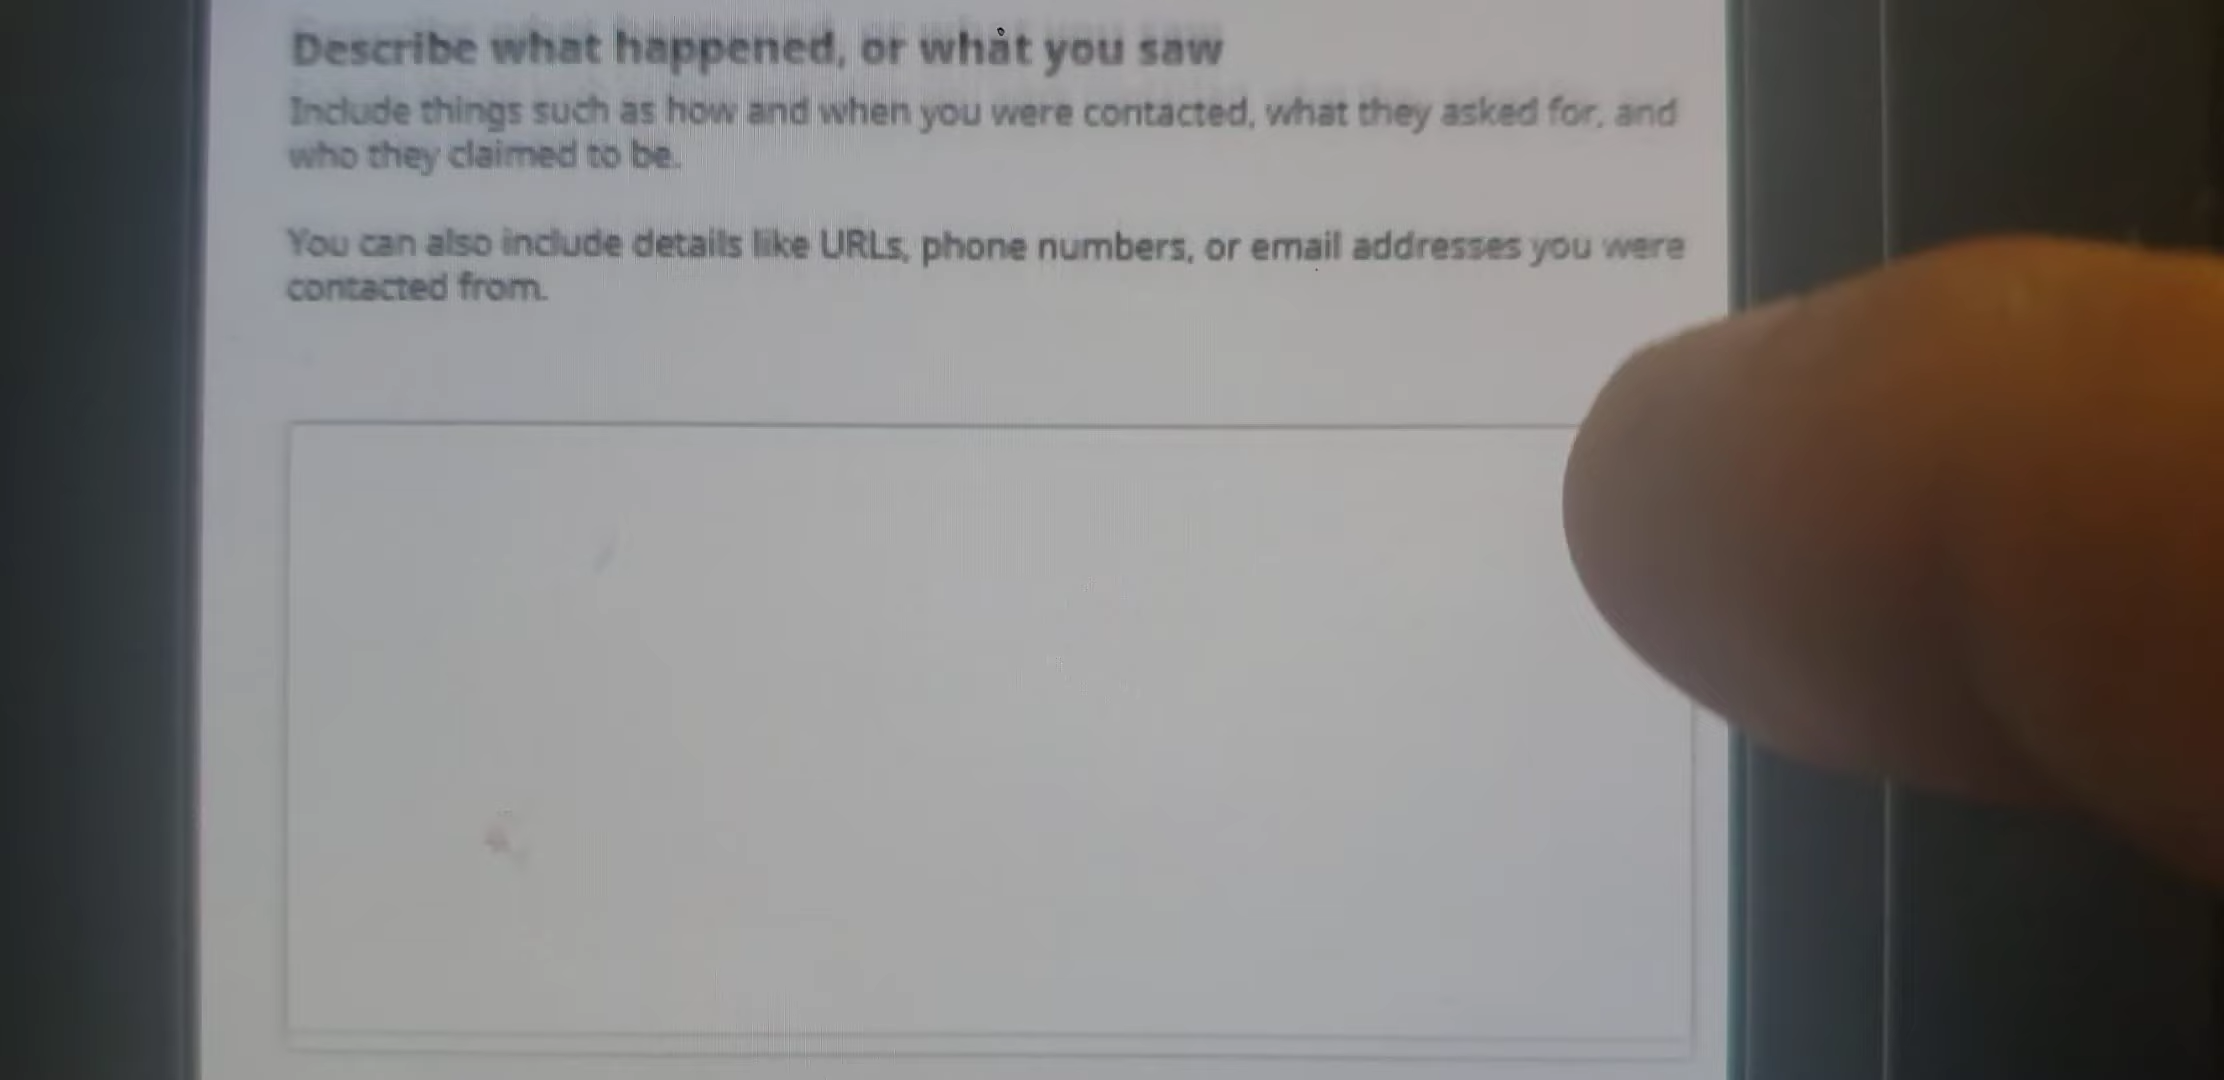 Describe what happened, or what you saw
Include things such as how and when you were contacted, what they asked for, and
who they claimed to be.
You can also include details like URLs, phone numbers, or email addresses you were
contacted from.